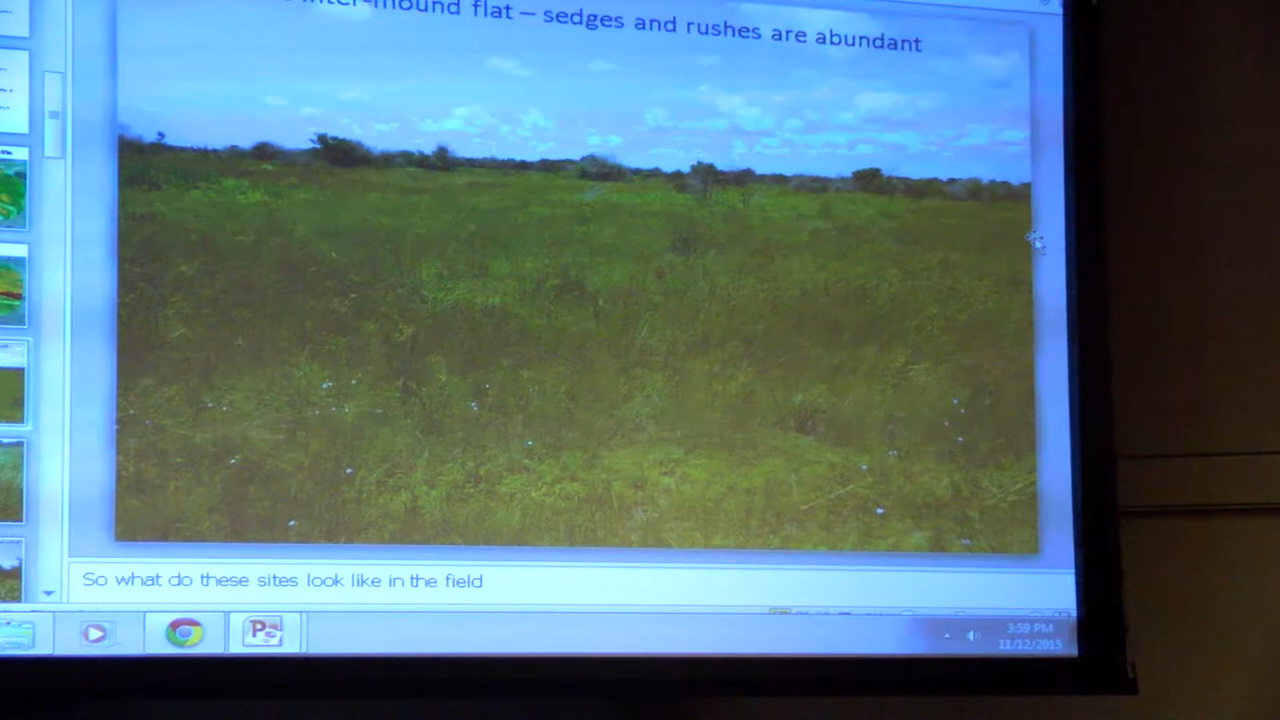 inter-mound flat – sedges and rushes are abundant
So what do these sites look like in the field
3:59 PM
11/12/2015